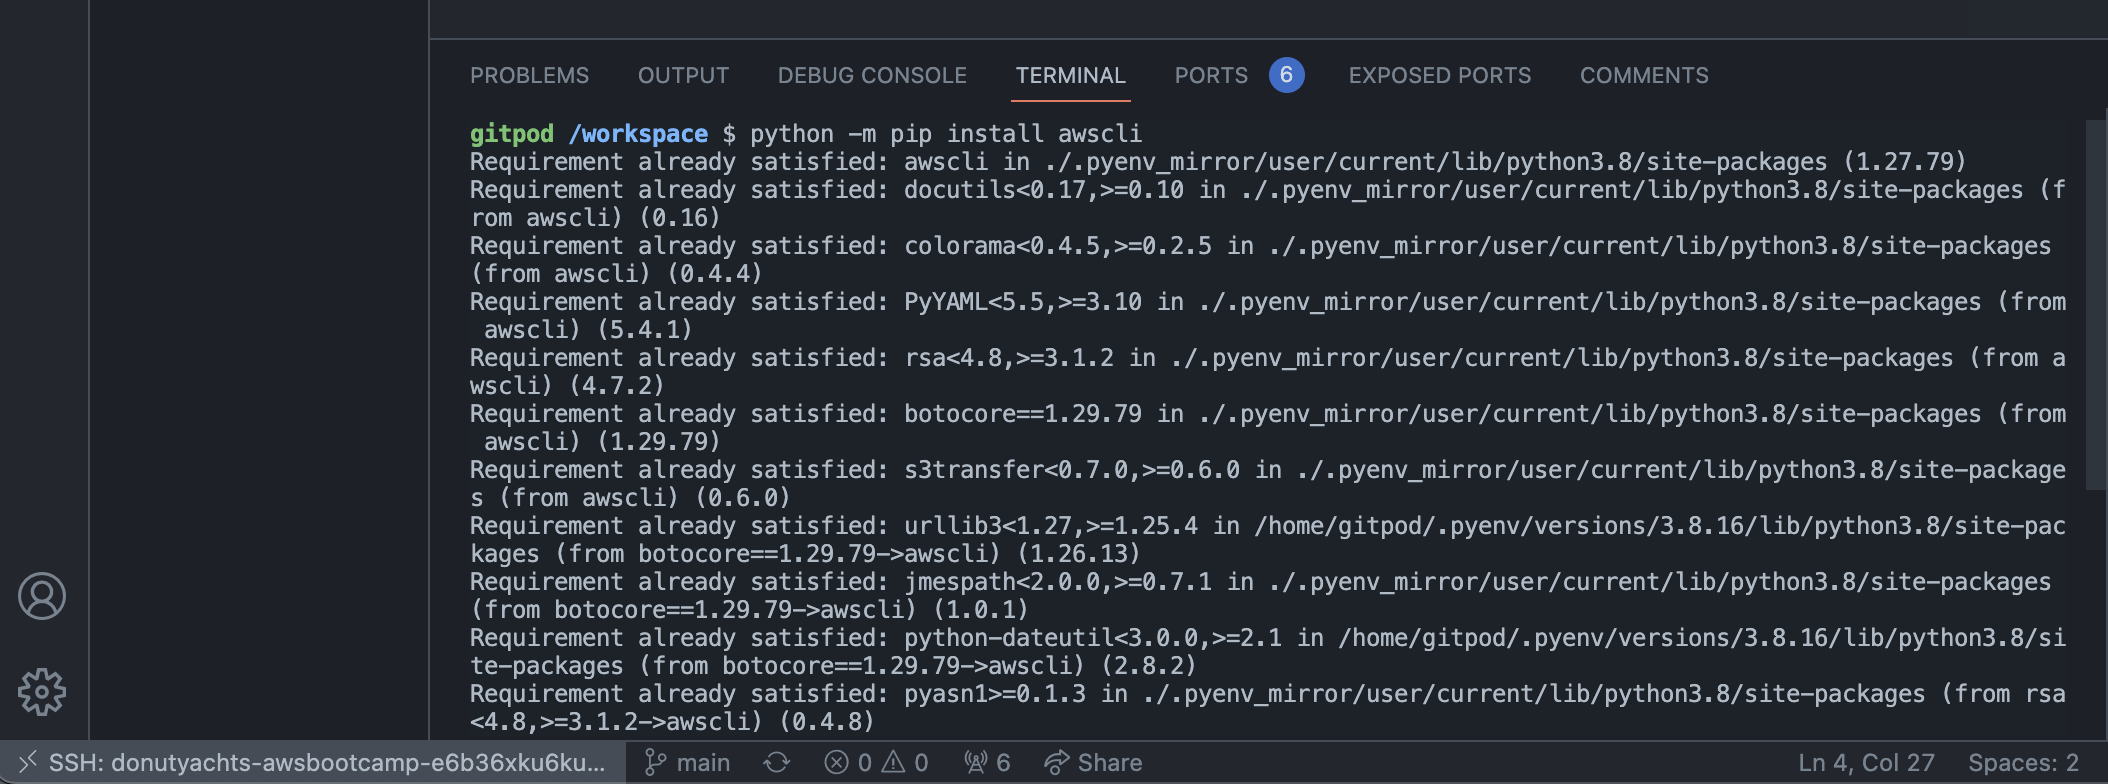 PROBLEMS OUTPUT DEBUG CONSOLE TERMINAL PORTS 6 EXPOSED PORTS COMMENTS
gitpod /workspace $ python -m pip install awscli
Requirement already satisfied: awscli in ./.pyenv_mirror/user/current/lib/python3.8/site-packages (1.27.79)
Requirement already satisfied: docutils<0.17,>=0.10 in ./.pyenv_mirror/user/current/lib/python3.8/site-packages (f
rom awscli) (0.16)
Requirement already satisfied: colorama<0.4.5,>=0.2.5 in ./.pyenv_mirror/user/current/lib/python3.8/site-packages
(from awscli) (0.4.4)
Requirement already satisfied: PyYAML<5.5,>=3.10 in ./.pyenv_mirror/user/current/lib/python3.8/site-packages (from
 awscli) (5.4.1)
Requirement already satisfied: rsa<4.8,>=3.1.2 in ./.pyenv_mirror/user/current/lib/python3.8/site-packages (from a
wscli) (4.7.2)
Requirement already satisfied: botocore==1.29.79 in ./.pyenv_mirror/user/current/lib/python3.8/site-packages (from
 awscli) (1.29.79)
Requirement already satisfied: s3transfer<0.7.0,>=0.6.0 in ./.pyenv_mirror/user/current/lib/python3.8/site-package
s (from awscli) (0.6.0)
Requirement already satisfied: urllib3<1.27,>=1.25.4 in /home/gitpod/.pyenv/versions/3.8.16/lib/python3.8/site-pac
kages (from botocore==1.29.79->awscli) (1.26.13)
Requirement already satisfied: jmespath<2.0.0,>=0.7.1 in ./.pyenv_mirror/user/current/lib/python3.8/site-packages
(from botocore==1.29.79->awscli) (1.0.1)
Requirement already satisfied: python-dateutil<3.0.0,>=2.1 in /home/gitpod/.pyenv/versions/3.8.16/lib/python3.8/si
te-packages (from botocore==1.29.79->awscli) (2.8.2)
Requirement already satisfied: pyasn1>=0.1.3 in ./.pyenv_mirror/user/current/lib/python3.8/site-packages (from rsa
<4.8,>=3.1.2->awscli) (0.4.8)
SSH: donutyachts-awsbootcamp-e6b36xku6ku... main 0 0 6 Share Ln 4, Col 27 Spaces: 2